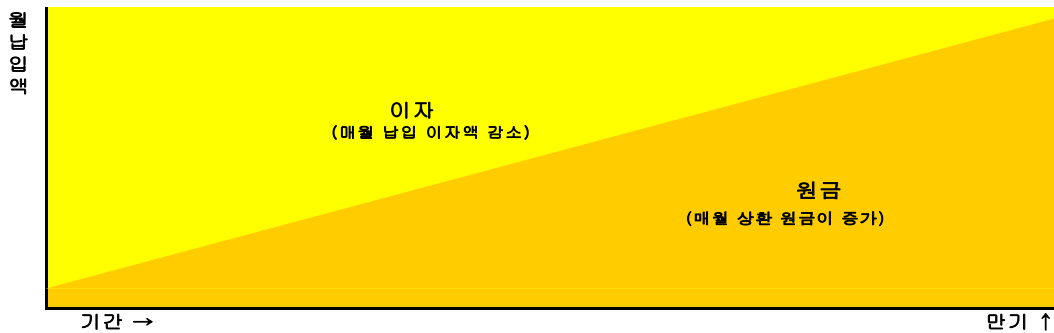 월납입액
이자
(매월 납입 이자액 감소)
원금
(매월 상환 원금이 증가)
기간 →
만기 ↑